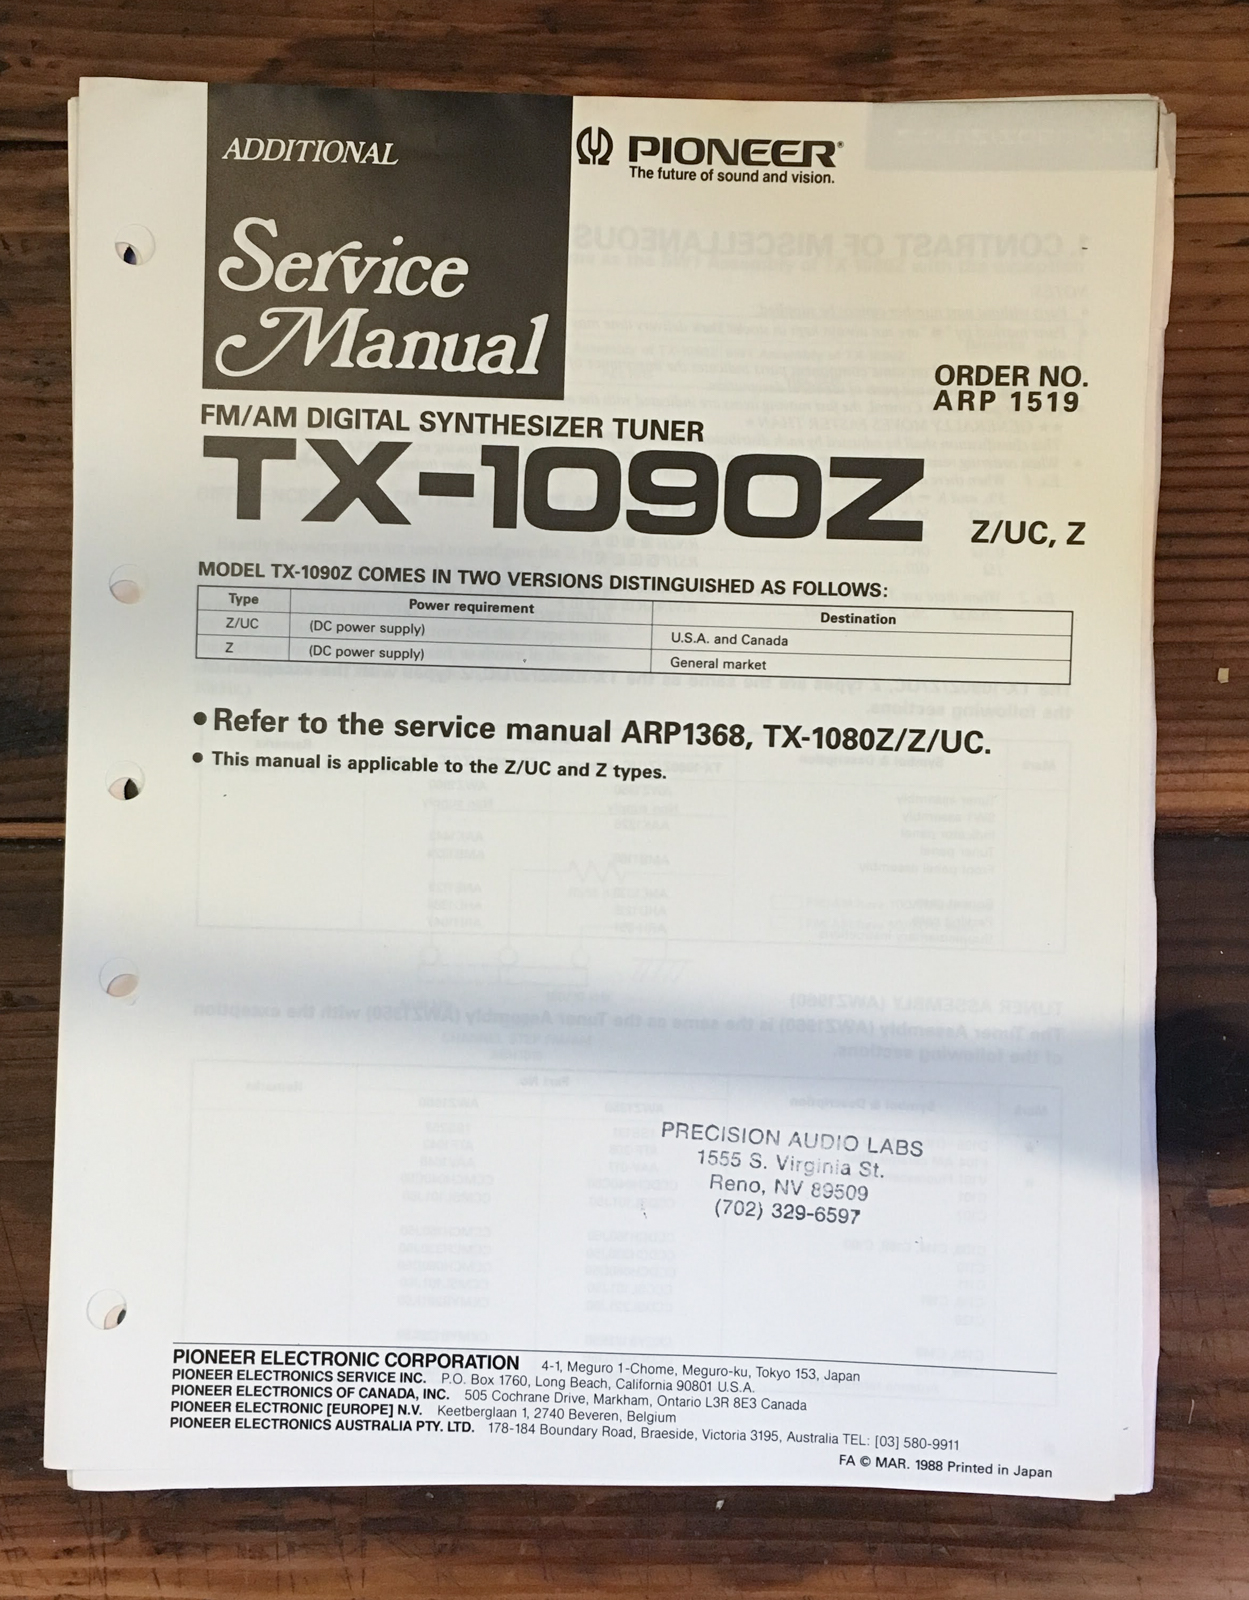 ADDITIONAL
Service
Manual
PIONEER®
The future of sound and vision.
ORDER NO.
ARP 1519
FM/AM DIGITAL SYNTHESIZER TUNER
TX-1090Z
Z/UC, Z
MODEL TX-1090Z COMES IN TWO VERSIONS DISTINGUISHED AS FOLLOWS:
Type Power requirement Destination
Z/UC (DC power supply) U.S.A. and Canada
Z (DC power supply) General market
● Refer to the service manual ARP1368, TX-1080Z/Z/UC.
● This manual is applicable to the Z/UC and Z types.
PRECISION AUDIO LABS
1555 S. Virginia St.
Reno, NV 89509
(702) 329-6597
PIONEER ELECTRONIC CORPORATION 4-1, Meguro 1-Chome, Meguro-ku, Tokyo 153, Japan
PIONEER ELECTRONICS SERVICE INC. P.O. Box 1760, Long Beach, California 90801 U.S.A.
PIONEER ELECTRONICS OF CANADA, INC. 505 Cochrane Drive, Markham, Ontario L3R 8E3 Canada
PIONEER ELECTRONIC [EUROPE] N.V. Keetberglaan 1, 2740 Beveren, Belgium
PIONEER ELECTRONICS AUSTRALIA PTY. LTD. 178-184 Boundary Road, Braeside, Victoria 3195, Australia TEL: [03] 580-9911
FA © MAR. 1988 Printed in Japan